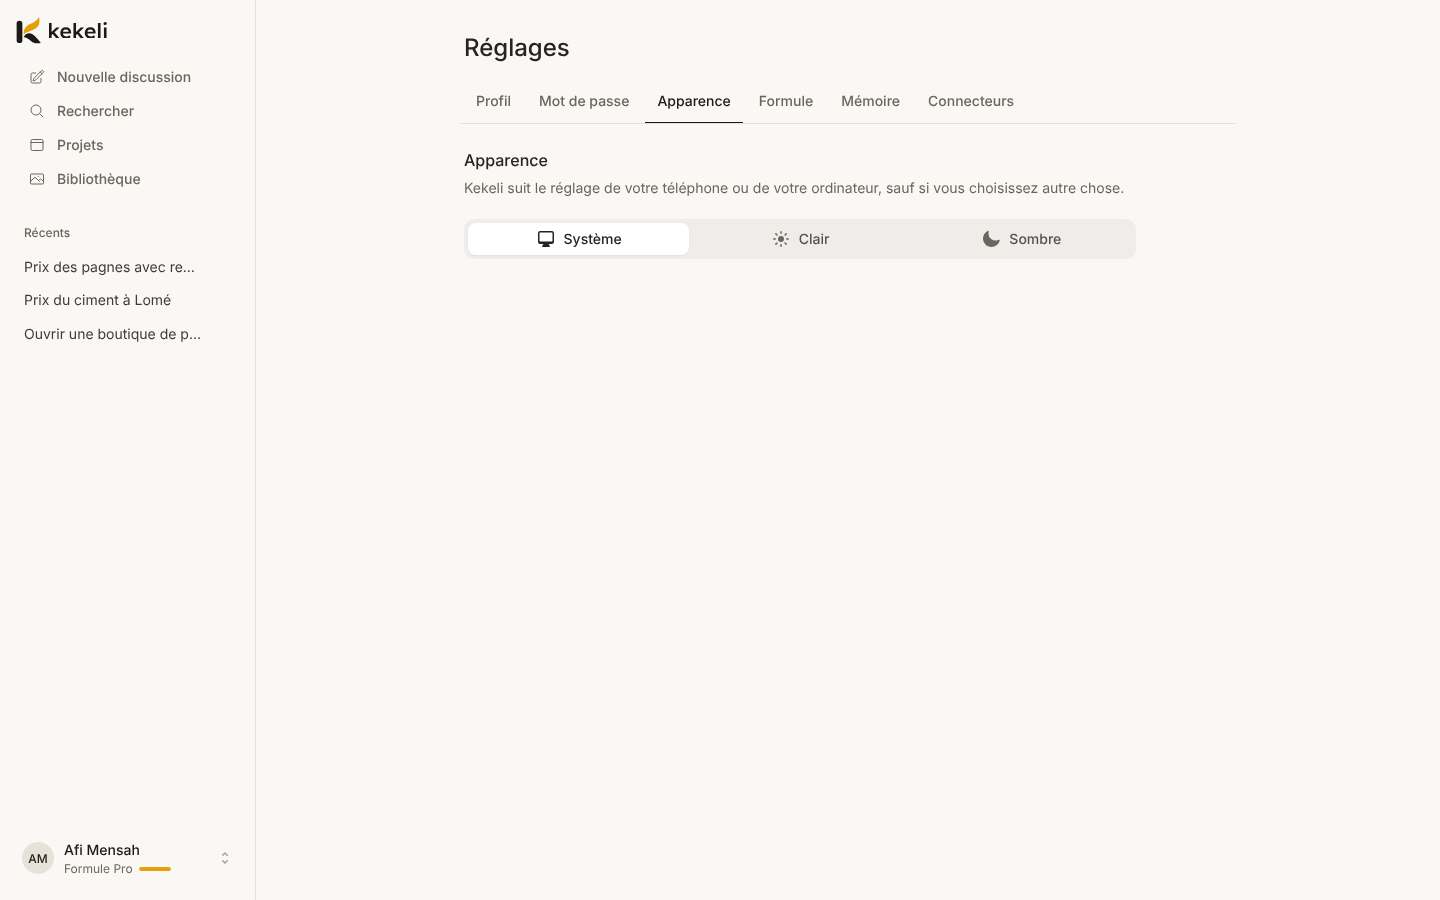 kekeli
Nouvelle discussion
Rechercher
Projets
Bibliothèque
Récents
Prix des pagnes avec re...
Prix du ciment à Lomé
Ouvrir une boutique de p...
AM
Afi Mensah
Formule Pro
Réglages
Profil Mot de passe Apparence Formule Mémoire Connecteurs
Apparence
Kekeli suit le réglage de votre téléphone ou de votre ordinateur, sauf si vous choisissez autre chose.
Système Clair Sombre